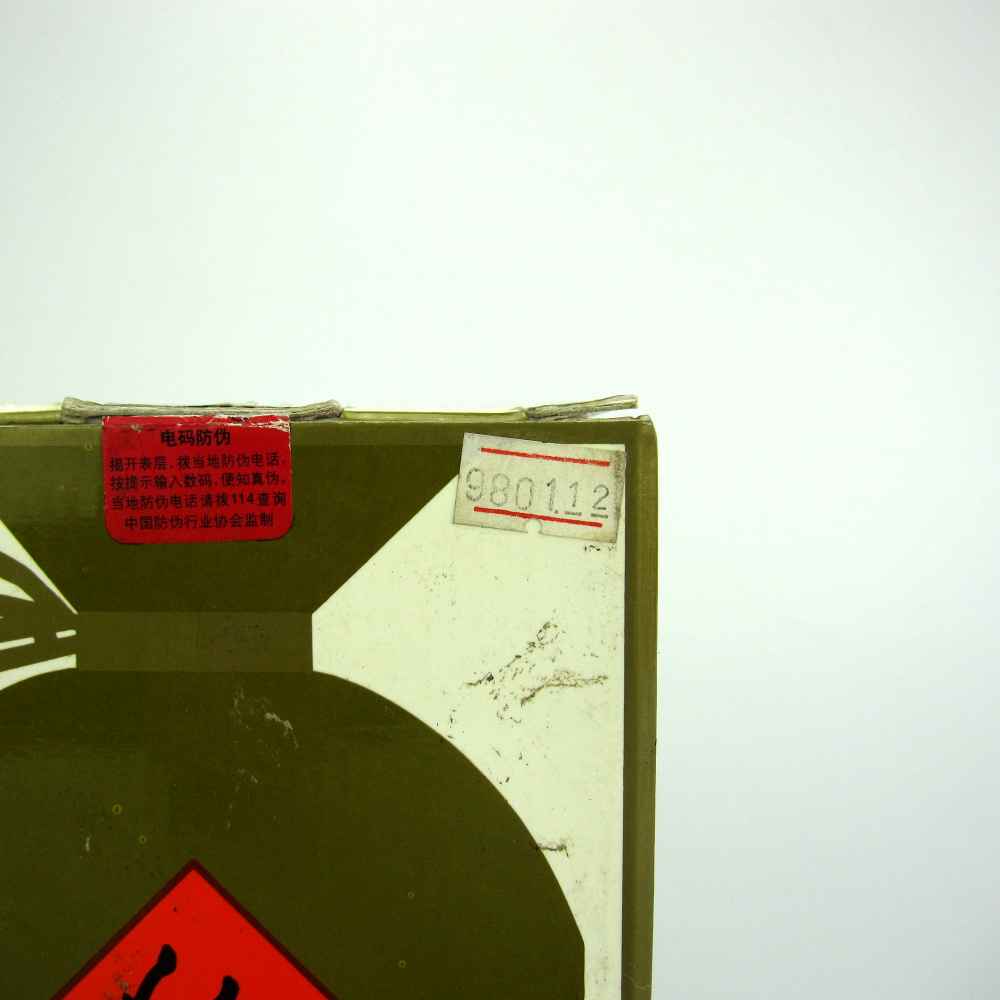 电码防伪
揭开表层,拨当地防伪电话,
按提示输入数码,便知真伪。
当地防伪电话请拨114查询
中国防伪行业协会监制
980112